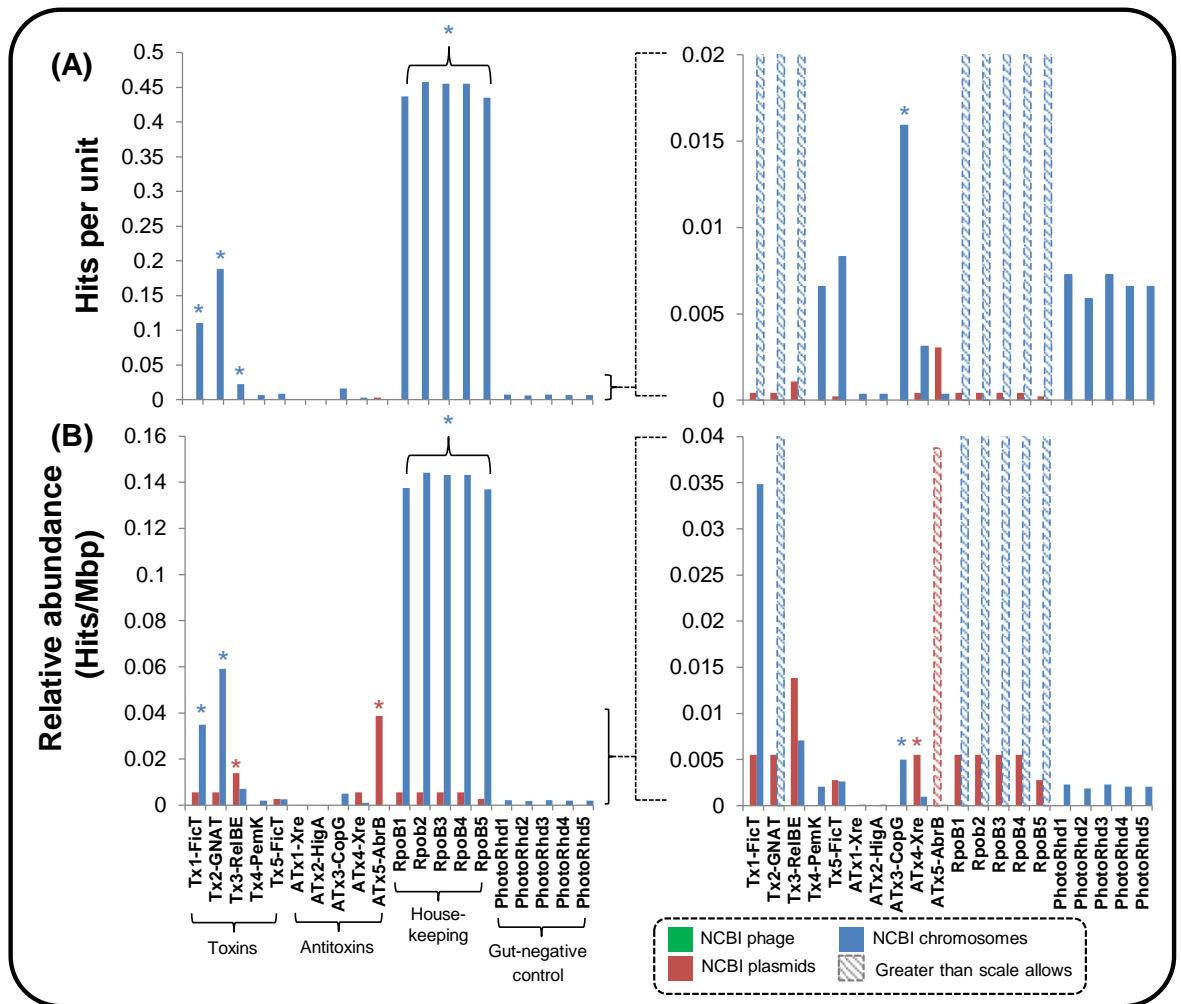 (A)
Hits per unit
0.5
0.45
0.4
0.35
0.3
0.25
0.2
0.15
0.1
0.05
0
*
*
*
*
0.02
0.015
0.01
0.005
0
*
(B)
Relative abundance
(Hits/Mbp)
0.16
0.14
0.12
0.1
0.08
0.06
0.04
0.02
0
*
*
*
*
*
0.04
0.035
0.03
0.025
0.02
0.015
0.01
0.005
0
*
*
Tx1-FicT
Tx2-GNAT
Tx3-RelBE
Tx4-PemK
Tx5-FicT
ATx1-Xre
ATx2-HigA
ATx3-CopG
ATx4-Xre
ATx5-AbrB
RpoB1
Rpob2
RpoB3
RpoB4
RpoB5
PhotoRhd1
PhotoRhd2
PhotoRhd3
PhotoRhd4
PhotoRhd5
Toxins
Antitoxins
House-
keeping
Gut-negative
control
Tx1-FicT
Tx2-GNAT
Tx3-RelBE
Tx4-PemK
Tx5-FicT
ATx1-Xre
ATx2-HigA
ATx3-CopG
ATx4-Xre
ATx5-AbrB
RpoB1
Rpob2
RpoB3
RpoB4
RpoB5
PhotoRhd1
PhotoRhd2
PhotoRhd3
PhotoRhd4
PhotoRhd5
NCBI phage
NCBI chromosomes
NCBI plasmids
Greater than scale allows